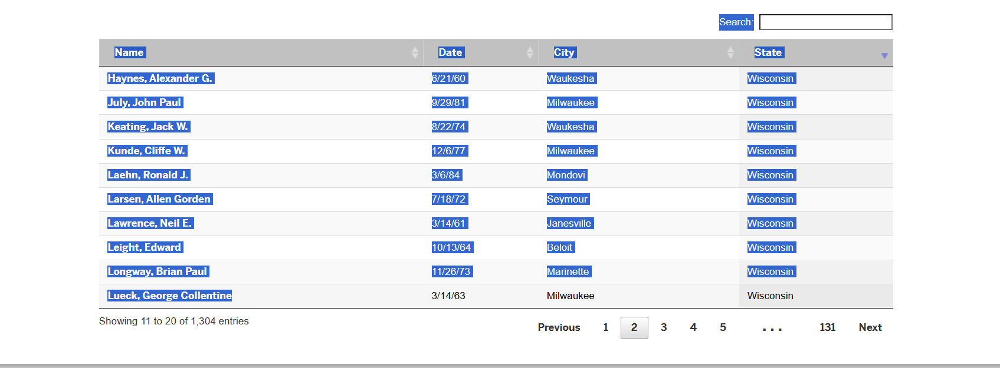 Search:
Name Date City State
Haynes, Alexander G. 6/21/60 Waukesha Wisconsin
July, John Paul 9/29/81 Milwaukee Wisconsin
Keating, Jack W. 8/22/74 Waukesha Wisconsin
Kunde, Cliffe W. 12/6/77 Milwaukee Wisconsin
Laehn, Ronald J. 3/6/84 Mondovi Wisconsin
Larsen, Allen Gorden 7/18/72 Seymour Wisconsin
Lawrence, Neil E. 3/14/61 Janesville Wisconsin
Leight, Edward 10/13/64 Beloit Wisconsin
Longway, Brian Paul 11/26/73 Marinette Wisconsin
Lueck, George Collentine 3/14/63 Milwaukee Wisconsin
Showing 11 to 20 of 1,304 entries
Previous 1 2 3 4 5 ... 131 Next